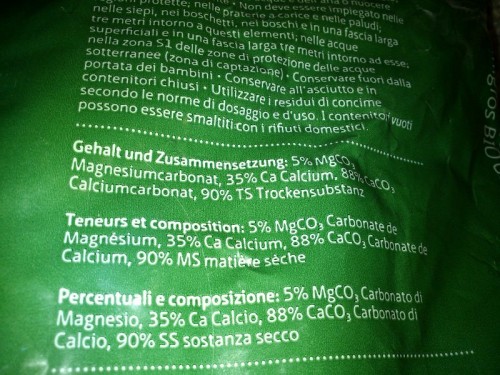 regioni protette; nelle
· Non deve essere impiegato nelle
nelle siepi, nei boschetti, nei boschi e in una fascia larga
tre metri intorno a questi elementi; nelle acque
superficiali e in una fascia larga tre metri intorno ad esse;
nella zona S1 delle zone di protezione delle acque
sotterranee (zona di captazione) · Conservare fuori dalla
portata dei bambini · Conservare all'asciutto e in
contenitori chiusi · Utilizzare i residui di concime
secondo le norme di dosaggio e d'uso. I contenitori vuoti
possono essere smaltiti con i rifiuti domestici.
Gehalt und Zusammensetzung: 5% MgCO₃
Magnesiumcarbonat, 35% Ca Calcium, 88% CaCO₃
Calciumcarbonat, 90% TS Trockensubstanz
Teneurs et composition: 5% MgCO₃ Carbonate de
Magnésium, 35% Ca Calcium, 88% CaCO₃ Carbonate de
Calcium, 90% MS matière sèche
Percentuali e composizione: 5% MgCO₃ Carbonato di
Magnesio, 35% Ca Calcio, 88% CaCO₃ Carbonato di
Calcio, 90% SS sostanza secco